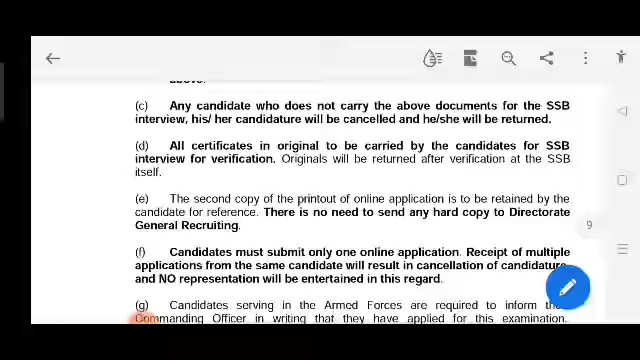 above.
(c) Any candidate who does not carry the above documents for the SSB
interview, his/ her candidature will be cancelled and he/she will be returned.
(d) All certificates in original to be carried by the candidates for SSB
interview for verification. Originals will be returned after verification at the SSB
itself.
(e) The second copy of the printout of online application is to be retained by the
candidate for reference. There is no need to send any hard copy to Directorate
General Recruiting.
9
(f) Candidates must submit only one online application. Receipt of multiple
applications from the same candidate will result in cancellation of candidature
and NO representation will be entertained in this regard.
(g) Candidates serving in the Armed Forces are required to inform
Commanding Officer in writing that they have applied for this examination.